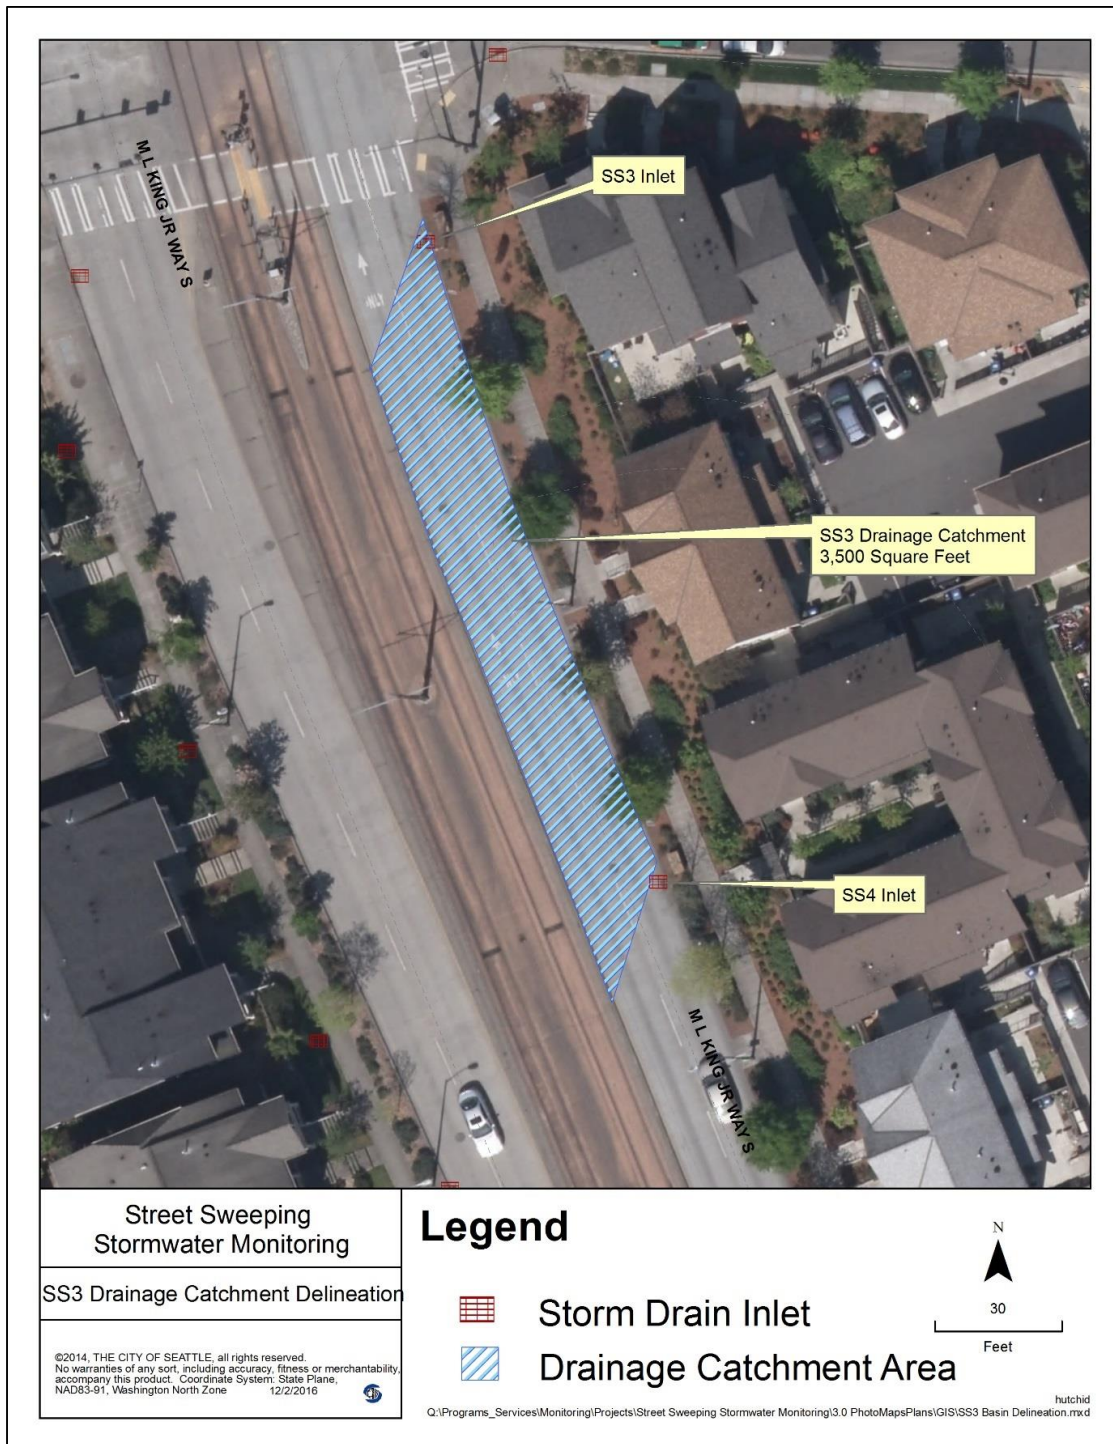 M L KING JR WAY S
SS3 Inlet
ONLY
SS3 Drainage Catchment
3,500 Square Feet
SS4 Inlet
M L KING JR WAY S
Street Sweeping
Stormwater Monitoring
SS3 Drainage Catchment Delineation
©2014, THE CITY OF SEATTLE, all rights reserved.
No warranties of any sort, including accuracy, fitness or merchantability,
accompany this product. Coordinate System: State Plane,
NAD83-91, Washington North Zone 12/2/2016
Legend
Storm Drain Inlet
Drainage Catchment Area
N
30
Feet
hutchid
Q:\Programs_Services\Monitoring\Projects\Street Sweeping Stormwater Monitoring\3.0 PhotoMapsPlans\GIS\SS3 Basin Delineation.mxd